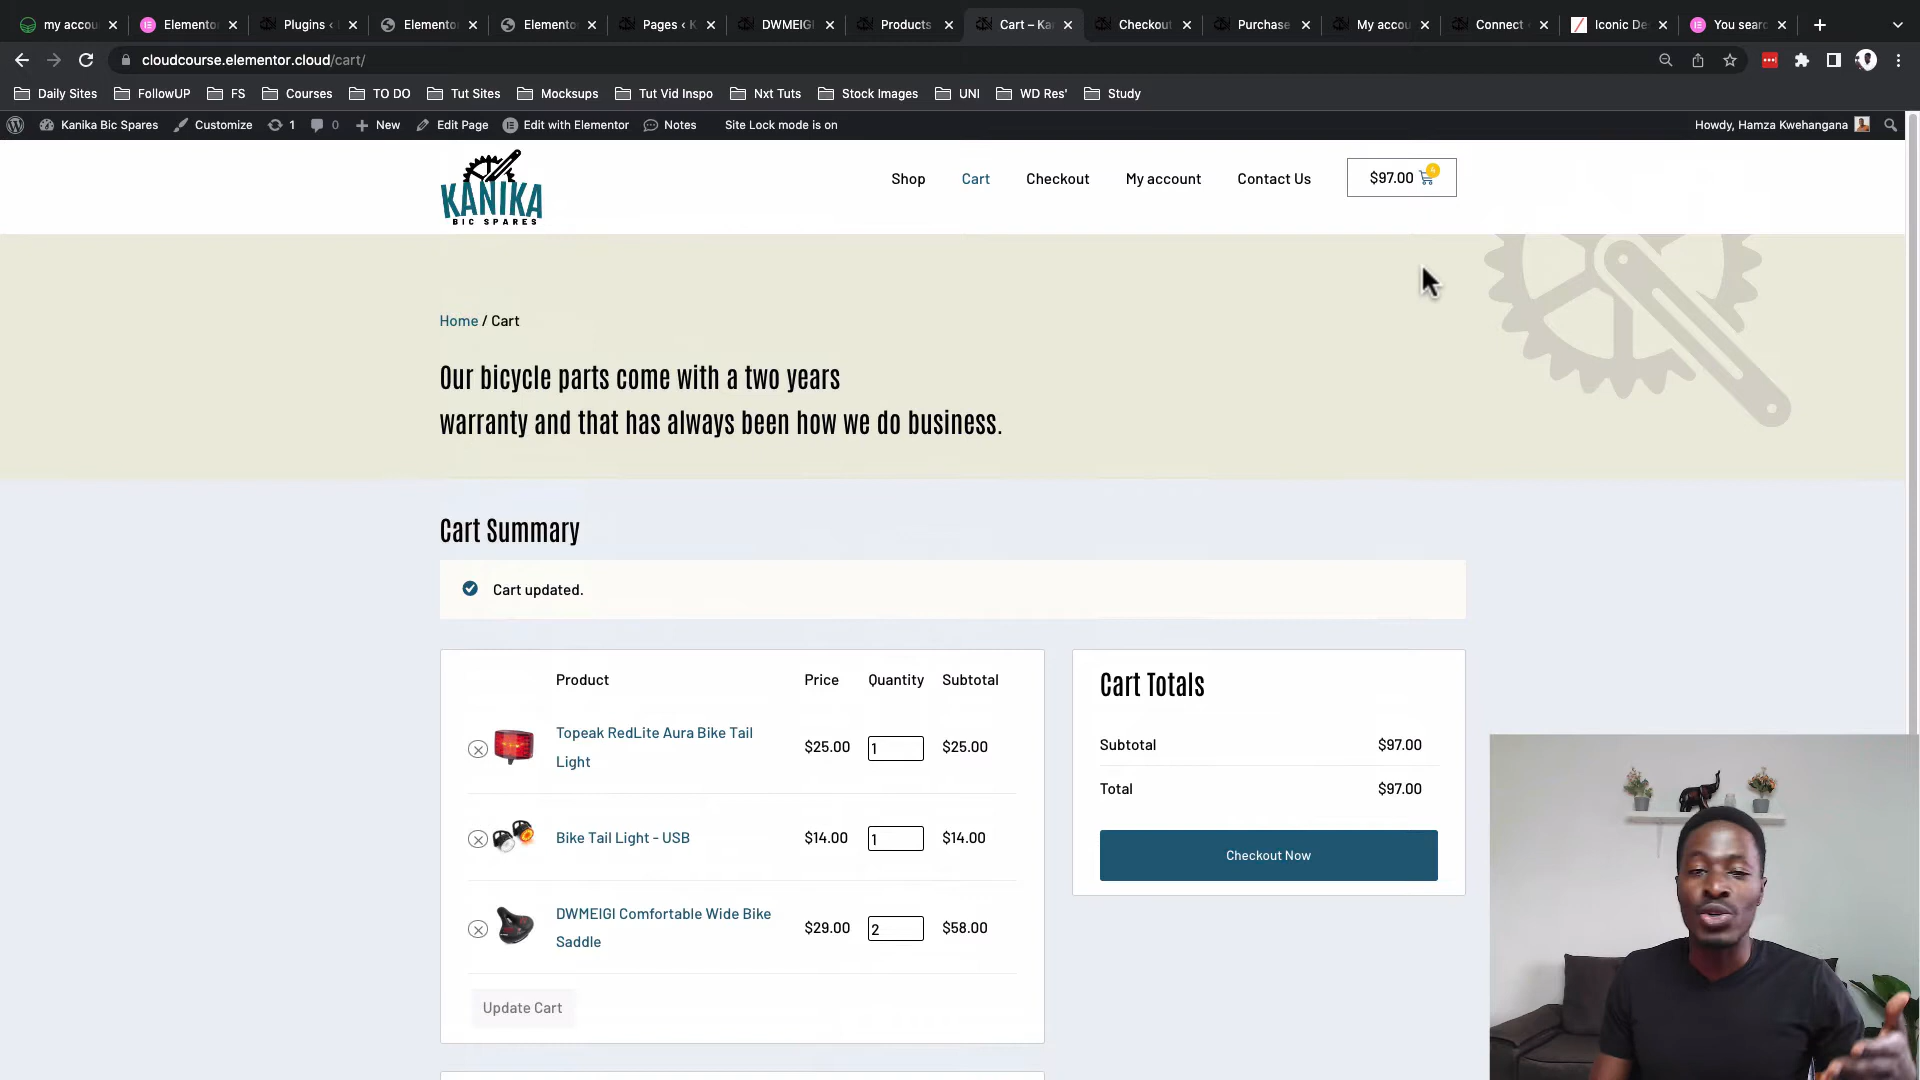 my accou
Elemento
Plugins ‹
Elemento
Elemento
Pages ‹ K
DWMEIGI
Products
Cart – Ka
Checkou
Purchase
My accou
Connect ‹
Iconic De
You sear
cloudcourse.elementor.cloud/cart/
Daily Sites
FollowUP
FS
Courses
TO DO
Tut Sites
Mocksups
Tut Vid Inspo
Nxt Tuts
Stock Images
UNI
WD Res'
Study
Kanika Bic Spares
Customize
1
0
New
Edit Page
Edit with Elementor
Notes
Site Lock mode is on
Howdy, Hamza Kwehangana
KANIKA
BIC SPARES
Shop
Cart
Checkout
My account
Contact Us
$97.00
Home / Cart
Our bicycle parts come with a two years
warranty and that has always been how we do business.
Cart Summary
Cart updated.
Product Price Quantity Subtotal
Topeak RedLite Aura Bike Tail
Light
$25.00 1 $25.00
Bike Tail Light - USB $14.00 1 $14.00
DWMEIGI Comfortable Wide Bike
Saddle
$29.00 2 $58.00
Update Cart
Cart Totals
Subtotal $97.00
Total $97.00
Checkout Now